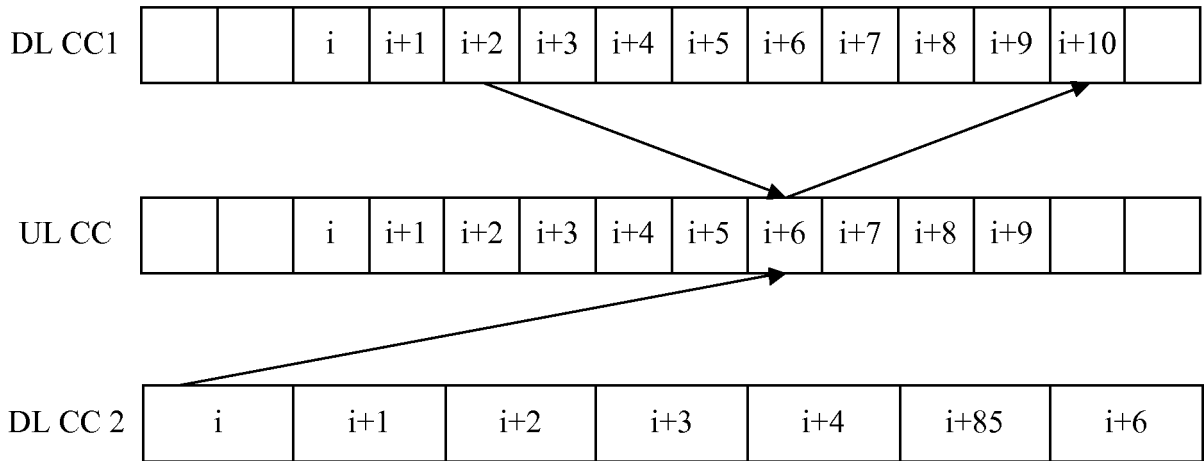 DL CC1 i i+1 i+2 i+3 i+4 i+5 i+6 i+7 i+8 i+9 i+10
UL CC i i+1 i+2 i+3 i+4 i+5 i+6 i+7 i+8 i+9
DL CC 2 i i+1 i+2 i+3 i+4 i+85 i+6